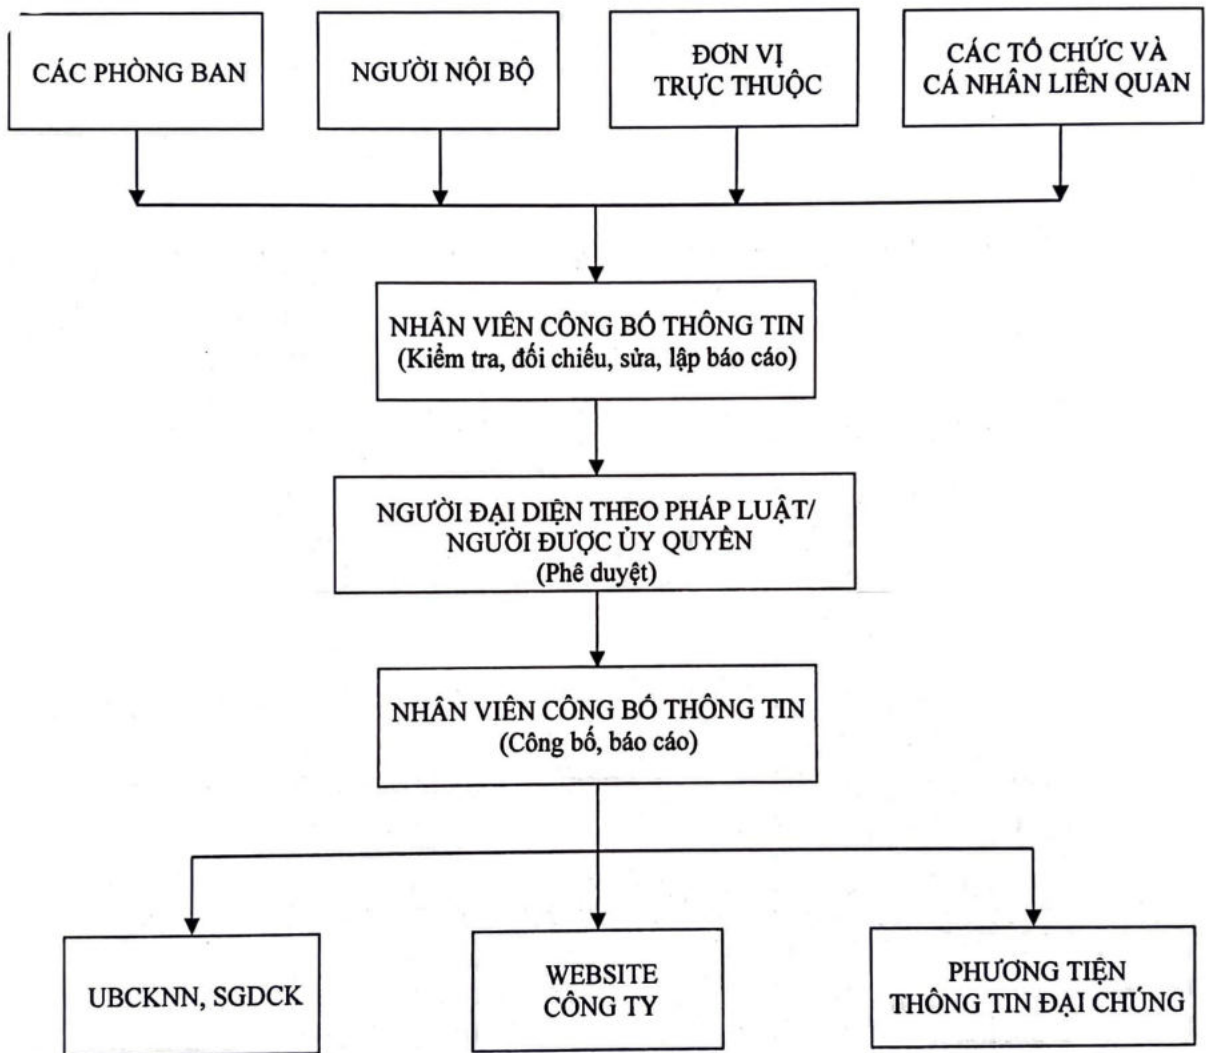 CÁC PHÒNG BAN
NGƯỜI NỘI BỘ
ĐƠN VỊ
TRỰC THUỘC
CÁC TỔ CHỨC VÀ
CÁ NHÂN LIÊN QUAN
NHÂN VIÊN CÔNG BỐ THÔNG TIN
(Kiểm tra, đối chiếu, sửa, lập báo cáo)
NGƯỜI ĐẠI DIỆN THEO PHÁP LUẬT/
NGƯỜI ĐƯỢC ỦY QUYỀN
(Phê duyệt)
NHÂN VIÊN CÔNG BỐ THÔNG TIN
(Công bố, báo cáo)
UBCKNN, SGDCK
WEBSITE
CÔNG TY
PHƯƠNG TIỆN
THÔNG TIN ĐẠI CHÚNG